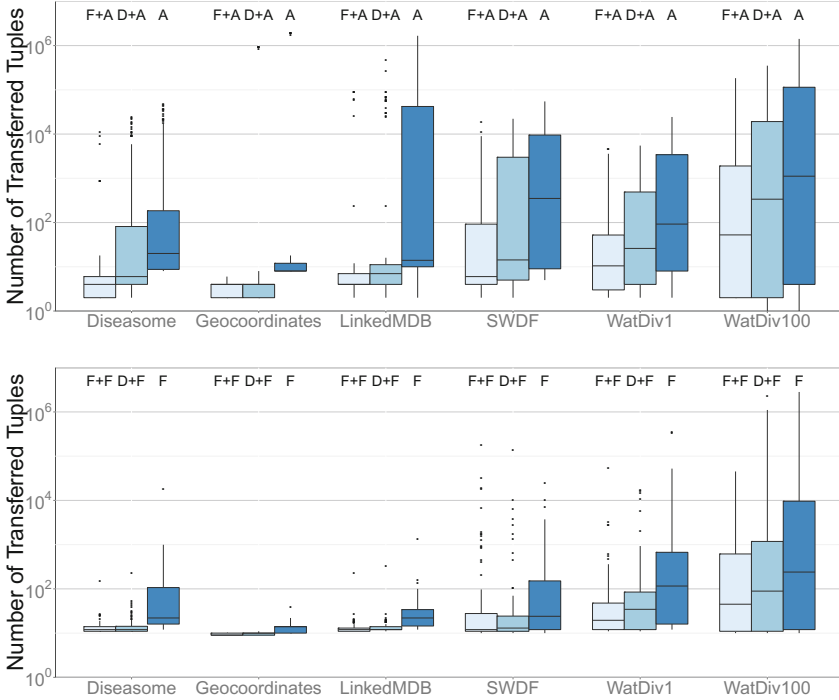 F+A D+A A F+A D+A A F+A D+A A F+A D+A A F+A D+A A F+A D+A A
Number of Transferred Tuples
10^6
10^4
10^2
10^0
Diseasome Geocoordinates LinkedMDB SWDF WatDiv1 WatDiv100
F+F D+F F F+F D+F F F+F D+F F F+F D+F F F+F D+F F F+F D+F F
Number of Transferred Tuples
10^6
10^4
10^2
10^0
Diseasome Geocoordinates LinkedMDB SWDF WatDiv1 WatDiv100